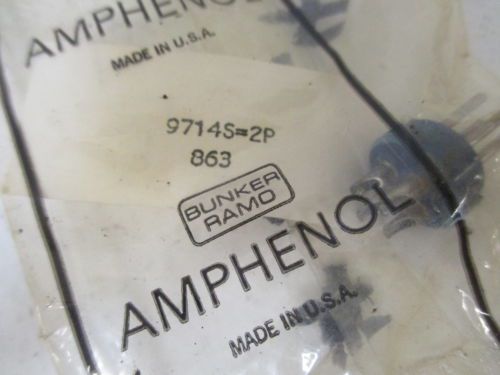 AMPHENOL
MADE IN U.S.A.
9714S=2P
863
BUNKER
RAMO
AMPHENOL
MADE IN U.S.A.